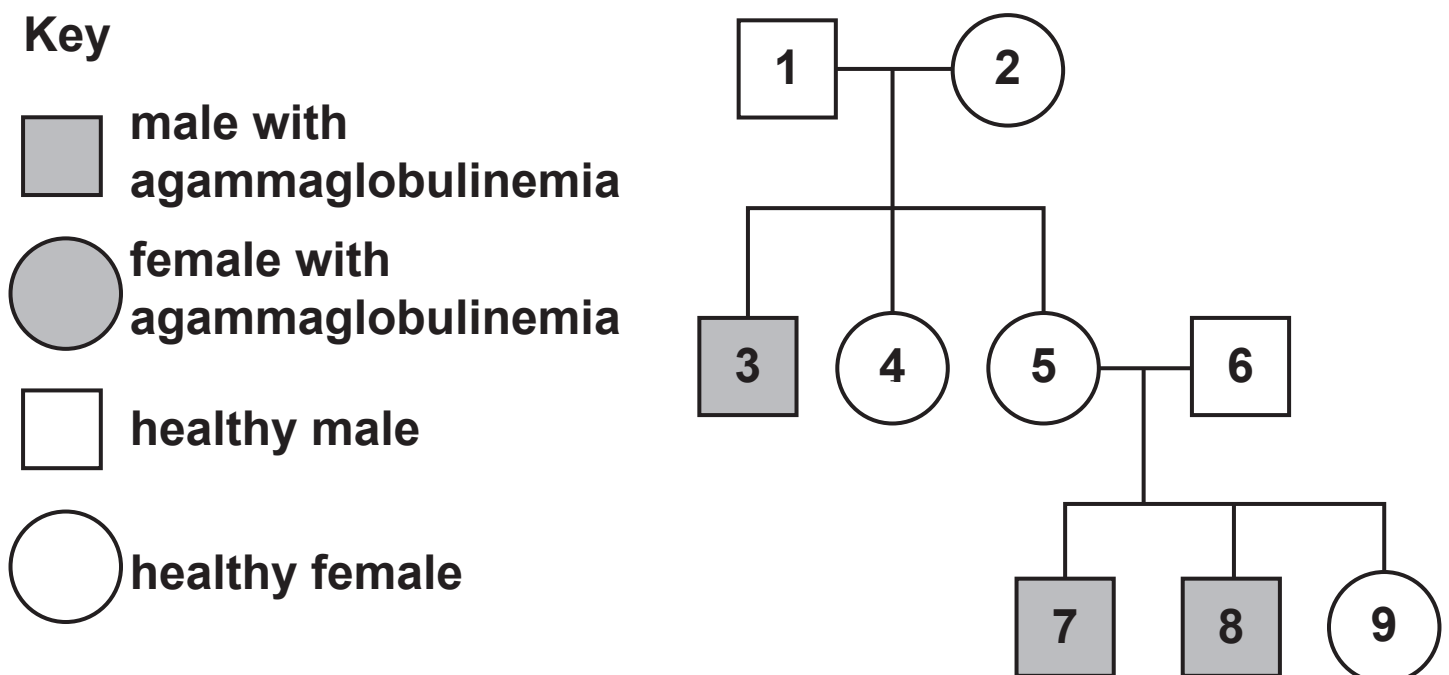 Key
male with
agammaglobulinemia
female with
agammaglobulinemia
healthy male
healthy female
1
2
3
4
5
6
7
8
9